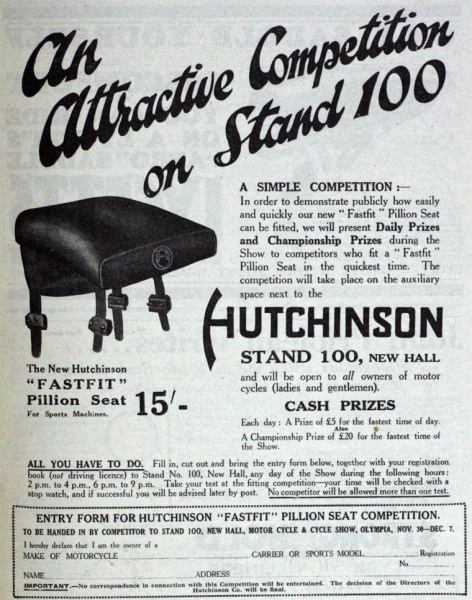 An
Attractive Competition
on Stand 100
A SIMPLE COMPETITION :—
In order to demonstrate publicly how easily
and quickly our new "Fastfit" Pillion Seat
can be fitted, we will present Daily Prizes
and Championship Prizes during the
Show to competitors who fit a "Fastfit"
Pillion Seat in the quickest time. The
competition will take place on the auxiliary
space next to the
HUTCHINSON
STAND 100, NEW HALL
and will be open to all owners of motor
cycles (ladies and gentlemen).
The New Hutchinson
"FASTFIT"
Pillion Seat 15/-
For Sports Machines.
CASH PRIZES
Each day: A Prize of £5 for the fastest time of day.
Also
A Championship Prize of £20 for the fastest time of
the Show.
ALL YOU HAVE TO DO. Fill in, cut out and bring the entry form below, together with your registration
book (not driving licence) to Stand No. 100, New Hall, any day of the Show during the following hours:
2 p.m. to 4 p.m., 6 p.m. to 9 p.m. Take your test at the fitting competition—your time will be checked with a
stop watch, and if successful you will be advised later by post. No competitor will be allowed more than one test.
ENTRY FORM FOR HUTCHINSON "FASTFIT" PILLION SEAT COMPETITION.
TO BE HANDED IN BY COMPETITOR TO STAND 100, NEW HALL, MOTOR CYCLE & CYCLE SHOW, OLYMPIA, NOV. 30—DEC. 7.
I hereby declare that I am the owner of a
MAKE OF MOTORCYCLE CARRIER OR SPORTS MODEL Registration
No.
NAME ADDRESS
IMPORTANT.—No correspondence in connection with this Competition will be entertained. The decision of the Directors of the
Hutchinson Co. will be final.